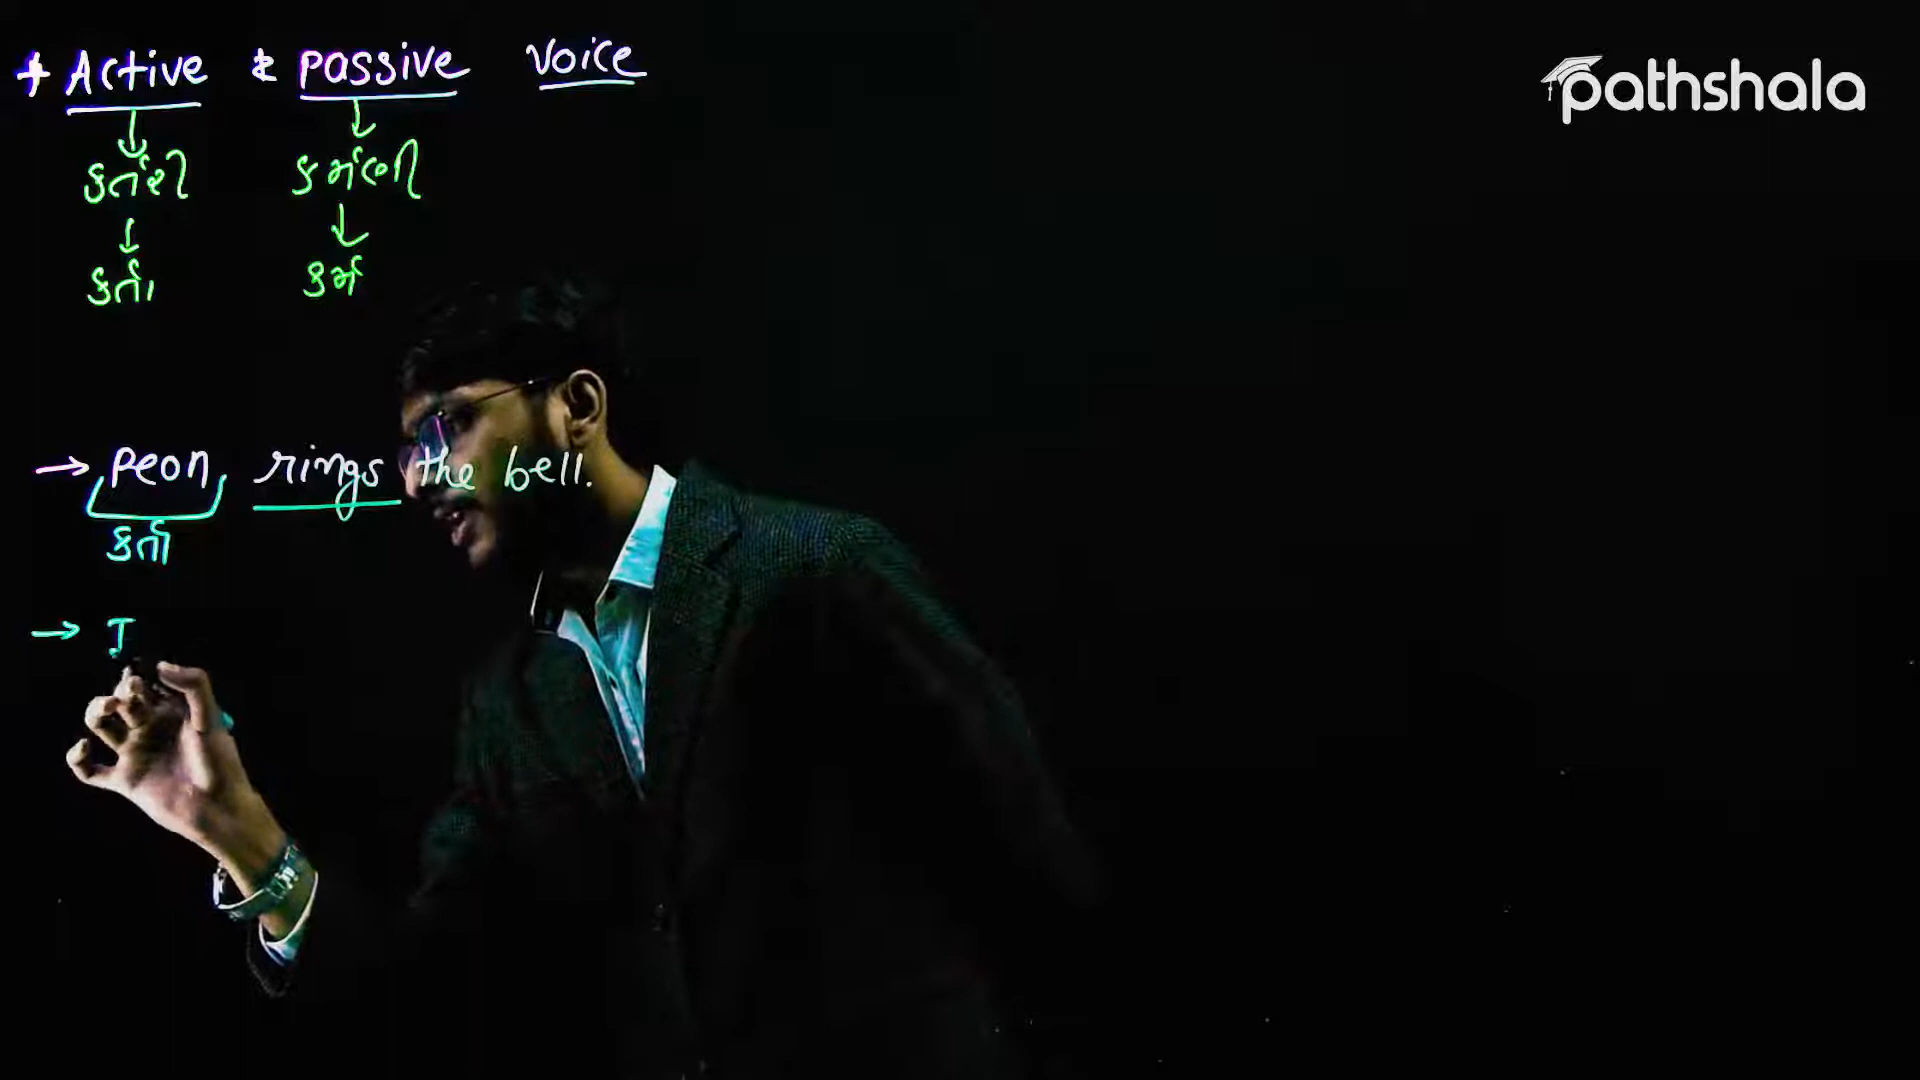 + Active & passive voice
pathshala
કર્તરી કર્મણી
કર્તા કર્મ
→ peon rings the bell.
કર્તા
→ I